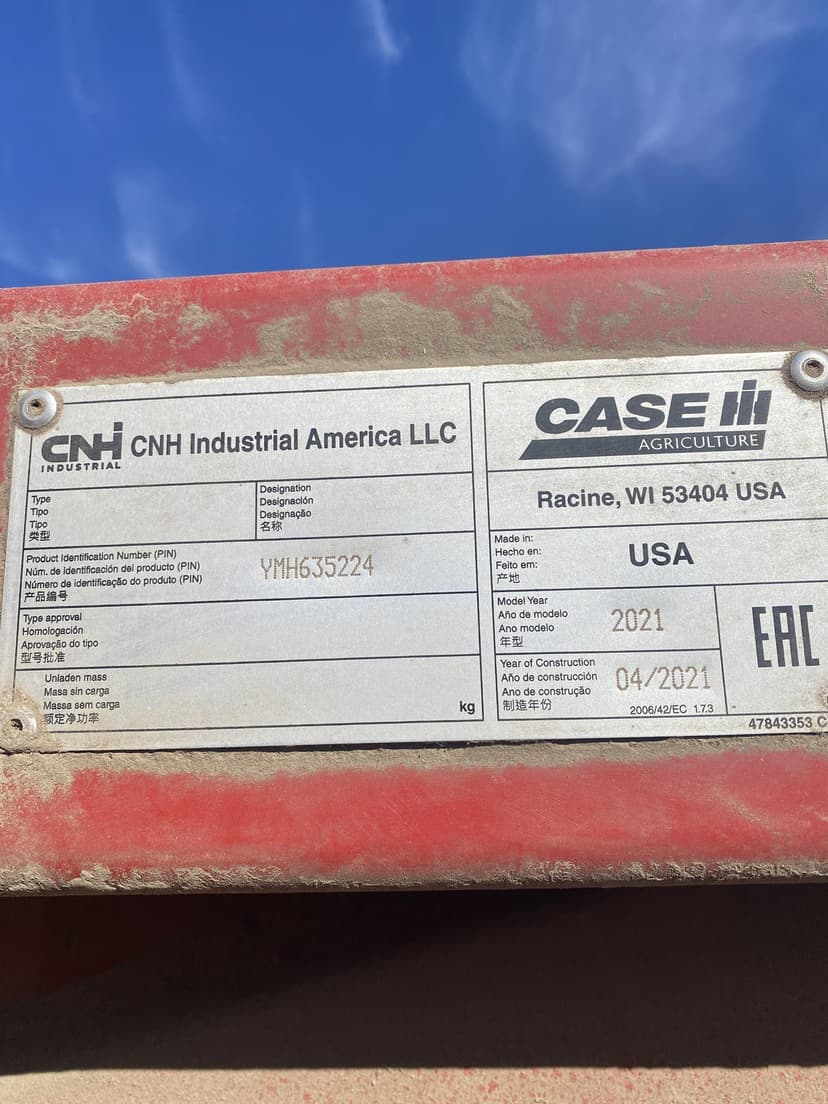 CNH INDUSTRIAL
CNH Industrial America LLC
Type
Tipo
Tipo
类型
Designation
Designación
Designação
名称
Product Identification Number (PIN)
Núm. de identificación del producto (PIN)
Número de identificação do produto (PIN)
产品编号
YMH635224
Type approval
Homologación
Aprovação do tipo
型号批准
Unladen mass
Masa sin carga
Massa sem carga
额定净功率
kg
CASE IH
AGRICULTURE
Racine, WI 53404 USA
Made in:
Hecho en:
Feito em:
产地
USA
Model Year
Año de modelo
Ano modelo
年型
2021
Year of Construction
Año de construcción
Ano de construção
制造年份
04/2021
2006/42/EC 1.7.3
EAC
47843353 C